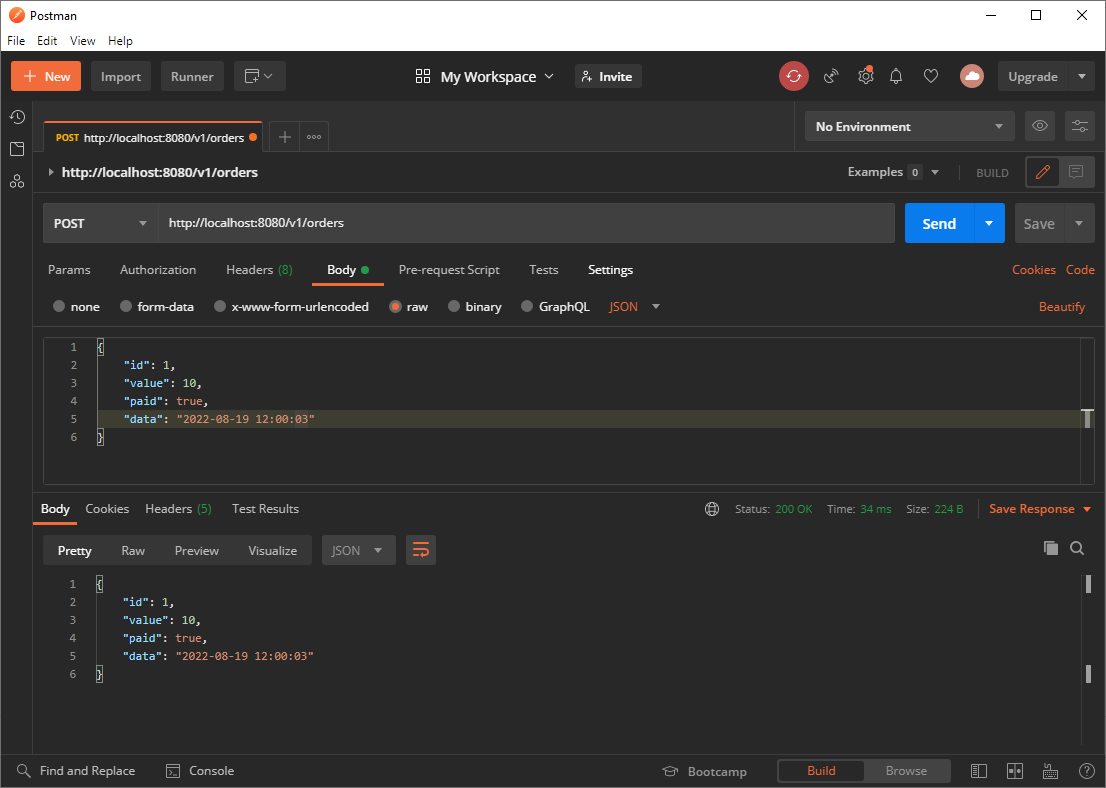 Postman
File Edit View Help
New Import Runner My Workspace Invite Upgrade
POST http://localhost:8080/v1/orders No Environment
http://localhost:8080/v1/orders Examples 0 BUILD
POST http://localhost:8080/v1/orders Send Save
Params Authorization Headers (8) Body Pre-request Script Tests Settings Cookies Code
none form-data x-www-form-urlencoded raw binary GraphQL JSON Beautify
1 {
2 "id": 1,
3 "value": 10,
4 "paid": true,
5 "data": "2022-08-19 12:00:03"
6 }
Body Cookies Headers (5) Test Results Status: 200 OK Time: 34 ms Size: 224 B Save Response
Pretty Raw Preview Visualize JSON
1 {
2 "id": 1,
3 "value": 10,
4 "paid": true,
5 "data": "2022-08-19 12:00:03"
6 }
Find and Replace Console Bootcamp Build Browse